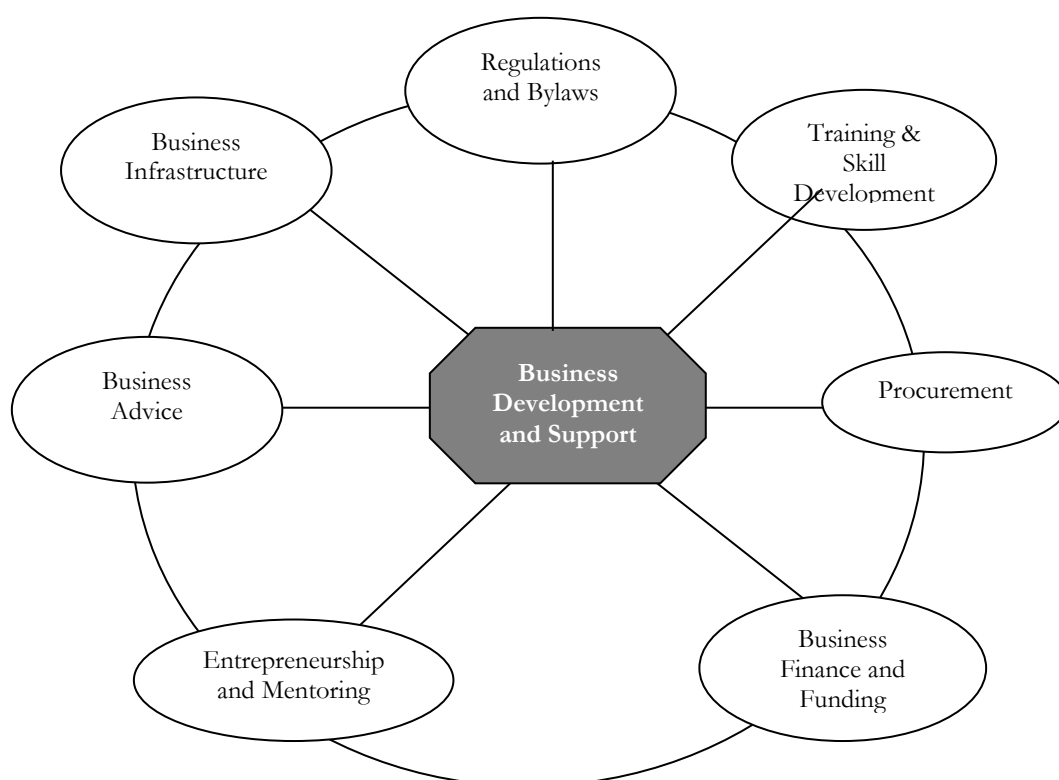 Regulations
and Bylaws
Business
Infrastructure
Training &
Skill
Development
Business
Advice
Business
Development
and Support
Procurement
Entrepreneurship
and Mentoring
Business
Finance and
Funding